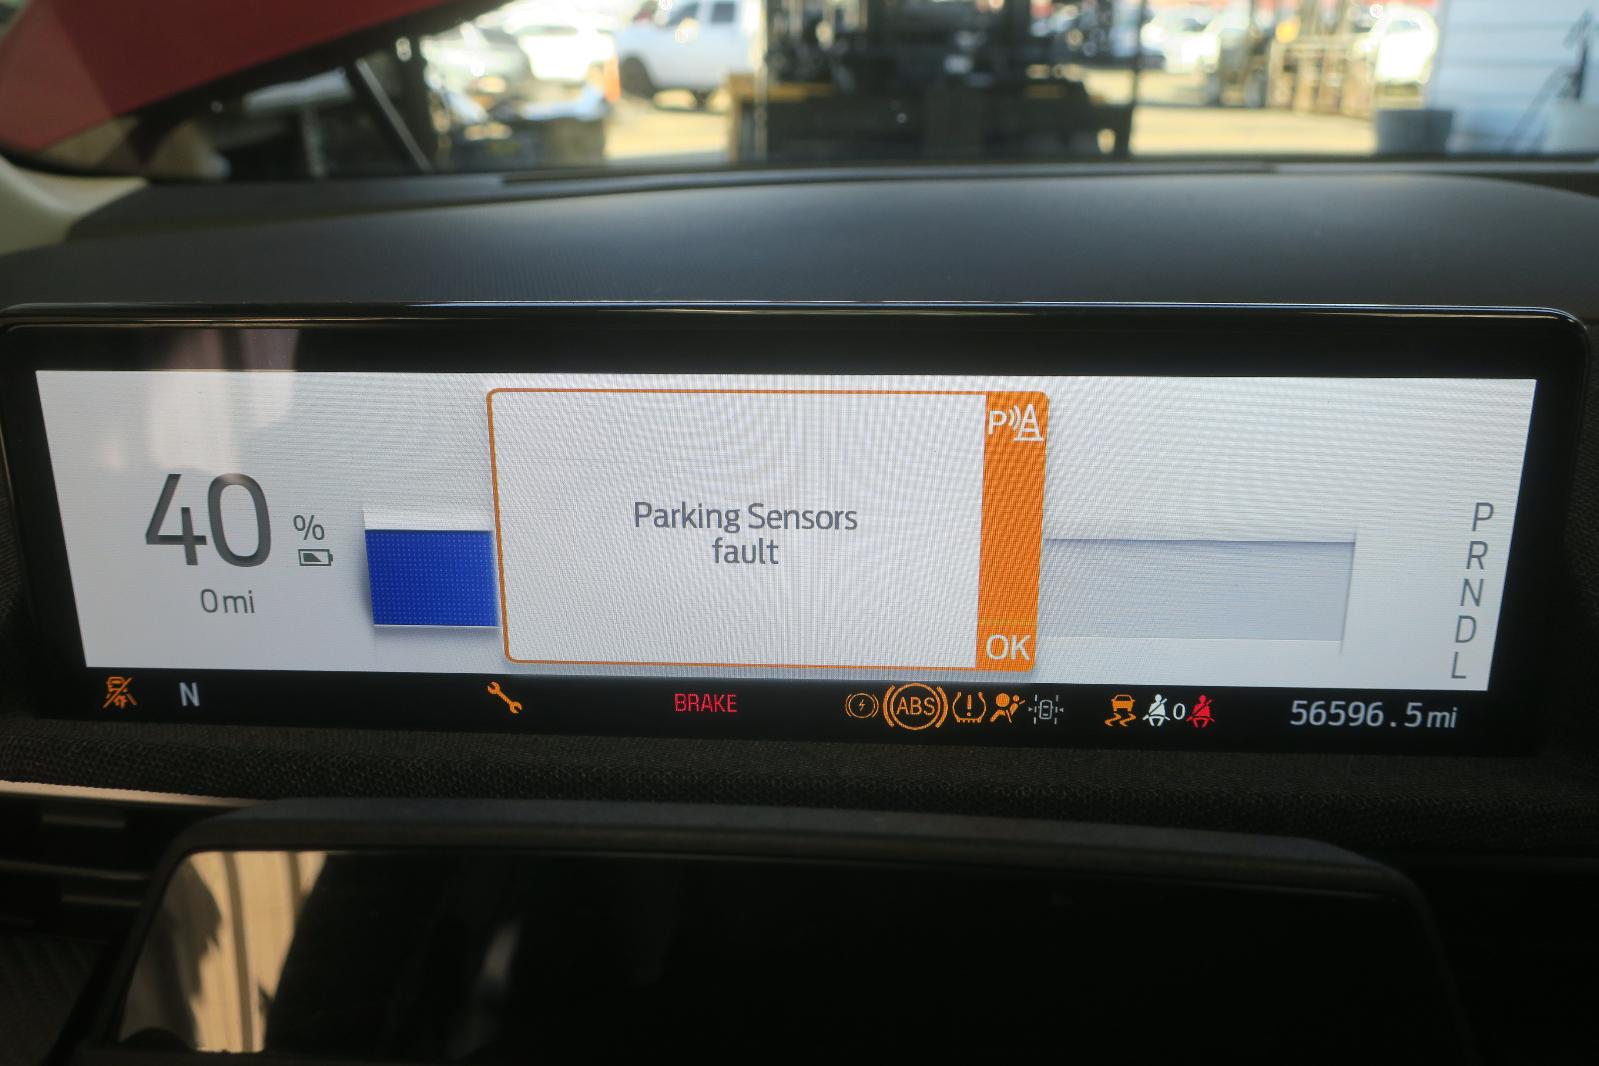 P
Parking Sensors
fault
OK
40 %
0 mi
P
R
N
D
L
N
BRAKE
ABS
0
56596.5 mi